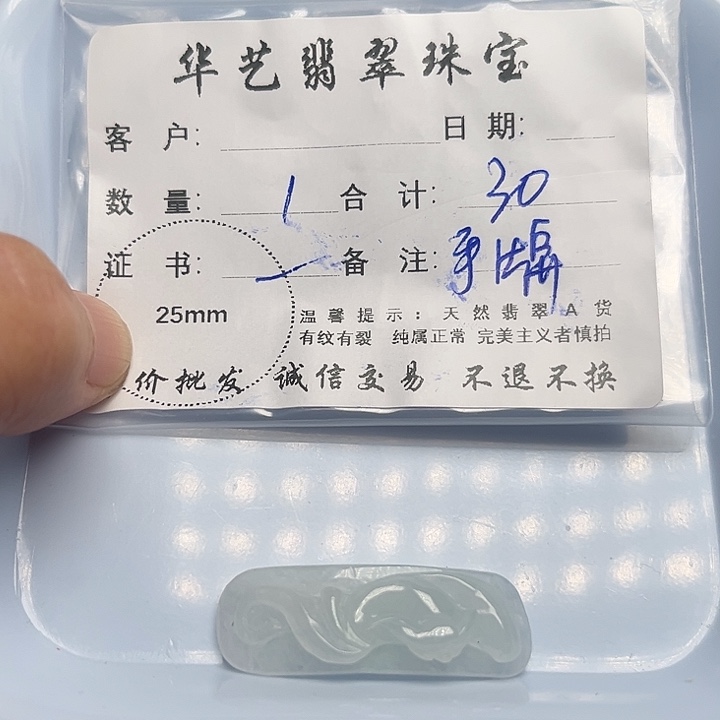 华艺翡翠珠宝
客 户: 日 期:
数 量: 1 合 计: 30
证 书: 一 备 注: 手
25mm
温馨提示:天然翡翠A货
有纹有裂 纯属正常 完美主义者慎拍
价批发 诚信交易 不退不换